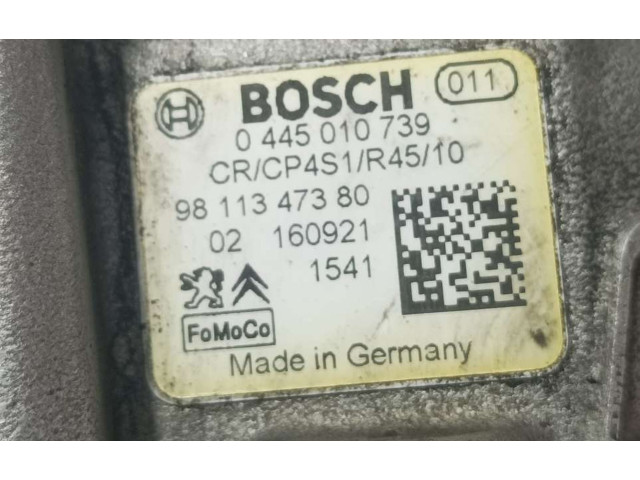 BOSCH 011
0 445 010 739
CR/CP4S1/R45/10
98 113 473 80
02 160921
1541
FoMoCo
Made in Germany